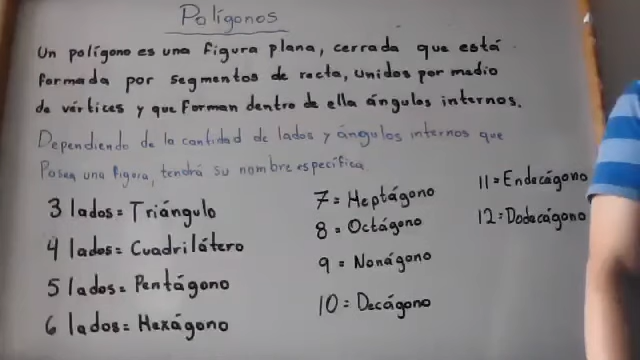 Polígonos
Un polígono es una figura plana, cerrada que está
formada por segmentos de recta, unidos por medio
de vértices y que forman dentro de ella ángulos internos.
Dependiendo de la cantidad de lados y ángulos internos que
Posea una figura, tendrá su nombre específica
3 lados = Triángulo
4 lados = Cuadrilátero
5 lados = Pentágono
6 lados = Hexágono
7 = Heptágono
8 = Octágono
9 = Nonágono
10 = Decágono
11 = Endecágono
12 = Dodecágono